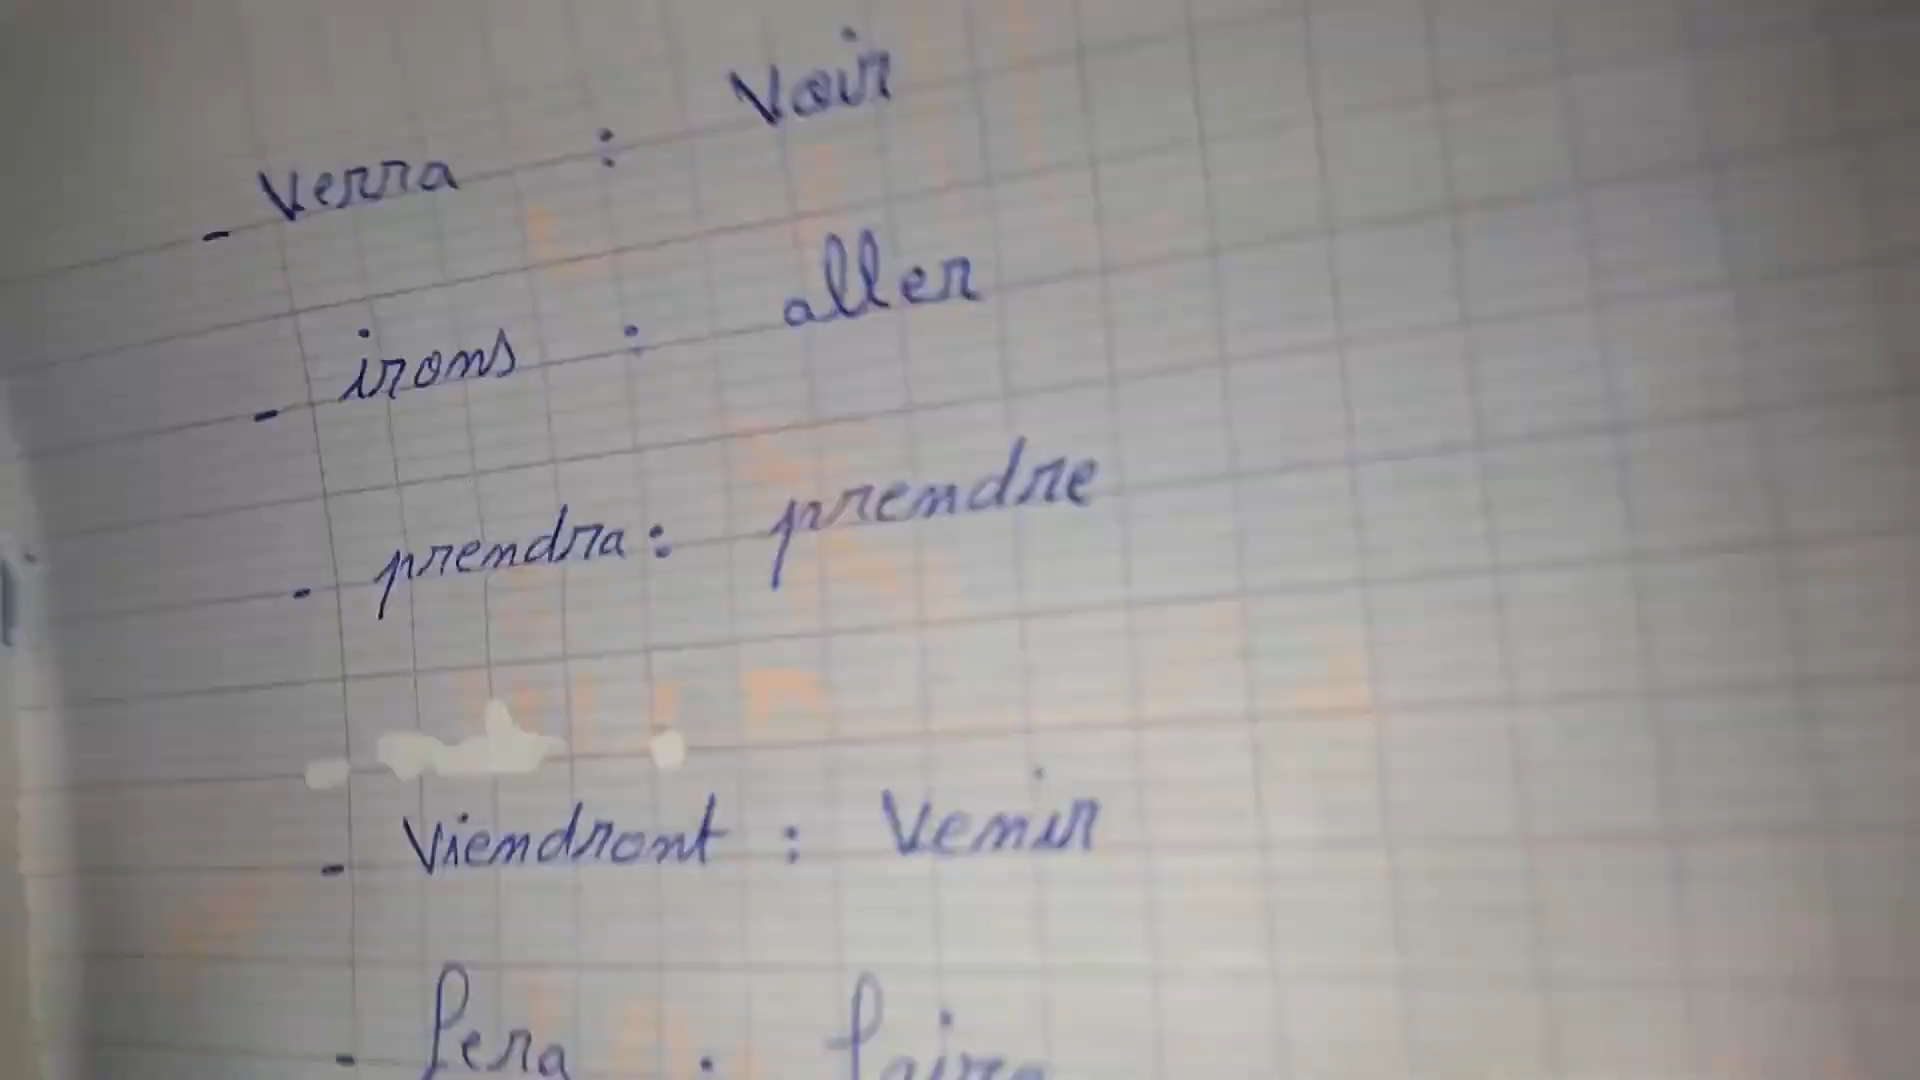 - Verra : Voir
- irons : aller
- prendra : prendre
- Viendront : Venir
- fera : faire